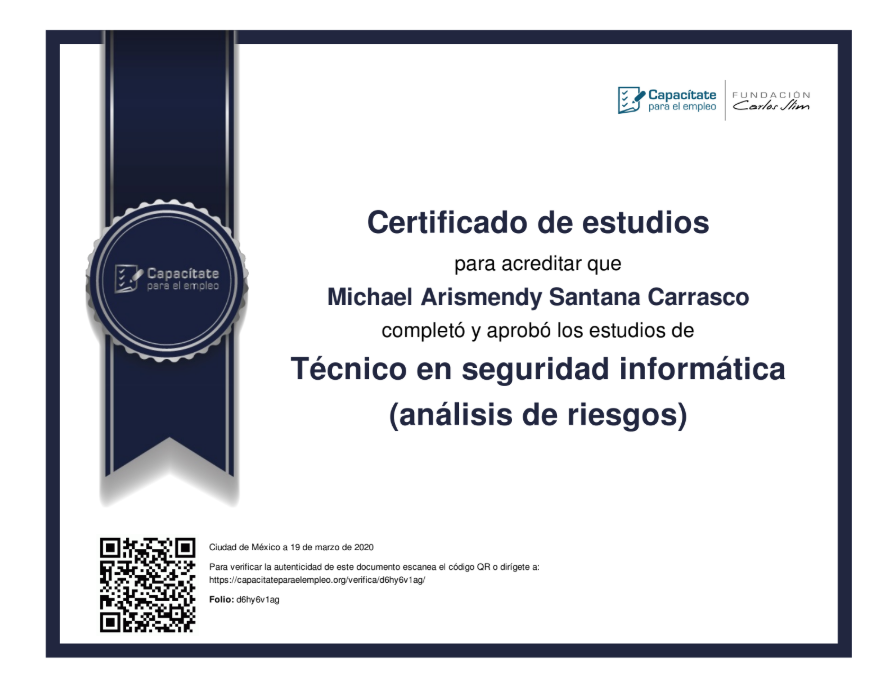 Capacítate
para el empleo
FUNDACIÓN
Carlos Slim
Certificado de estudios
para acreditar que
Michael Arismendy Santana Carrasco
completó y aprobó los estudios de
Técnico en seguridad informática
(análisis de riesgos)
Capacítate
para el empleo
Ciudad de México a 19 de marzo de 2020
Para verificar la autenticidad de este documento escanea el código QR o dirígete a:
https://capacitateparaelempleo.org/verifica/d6hy6v1ag/
Folio: d6hy6v1ag